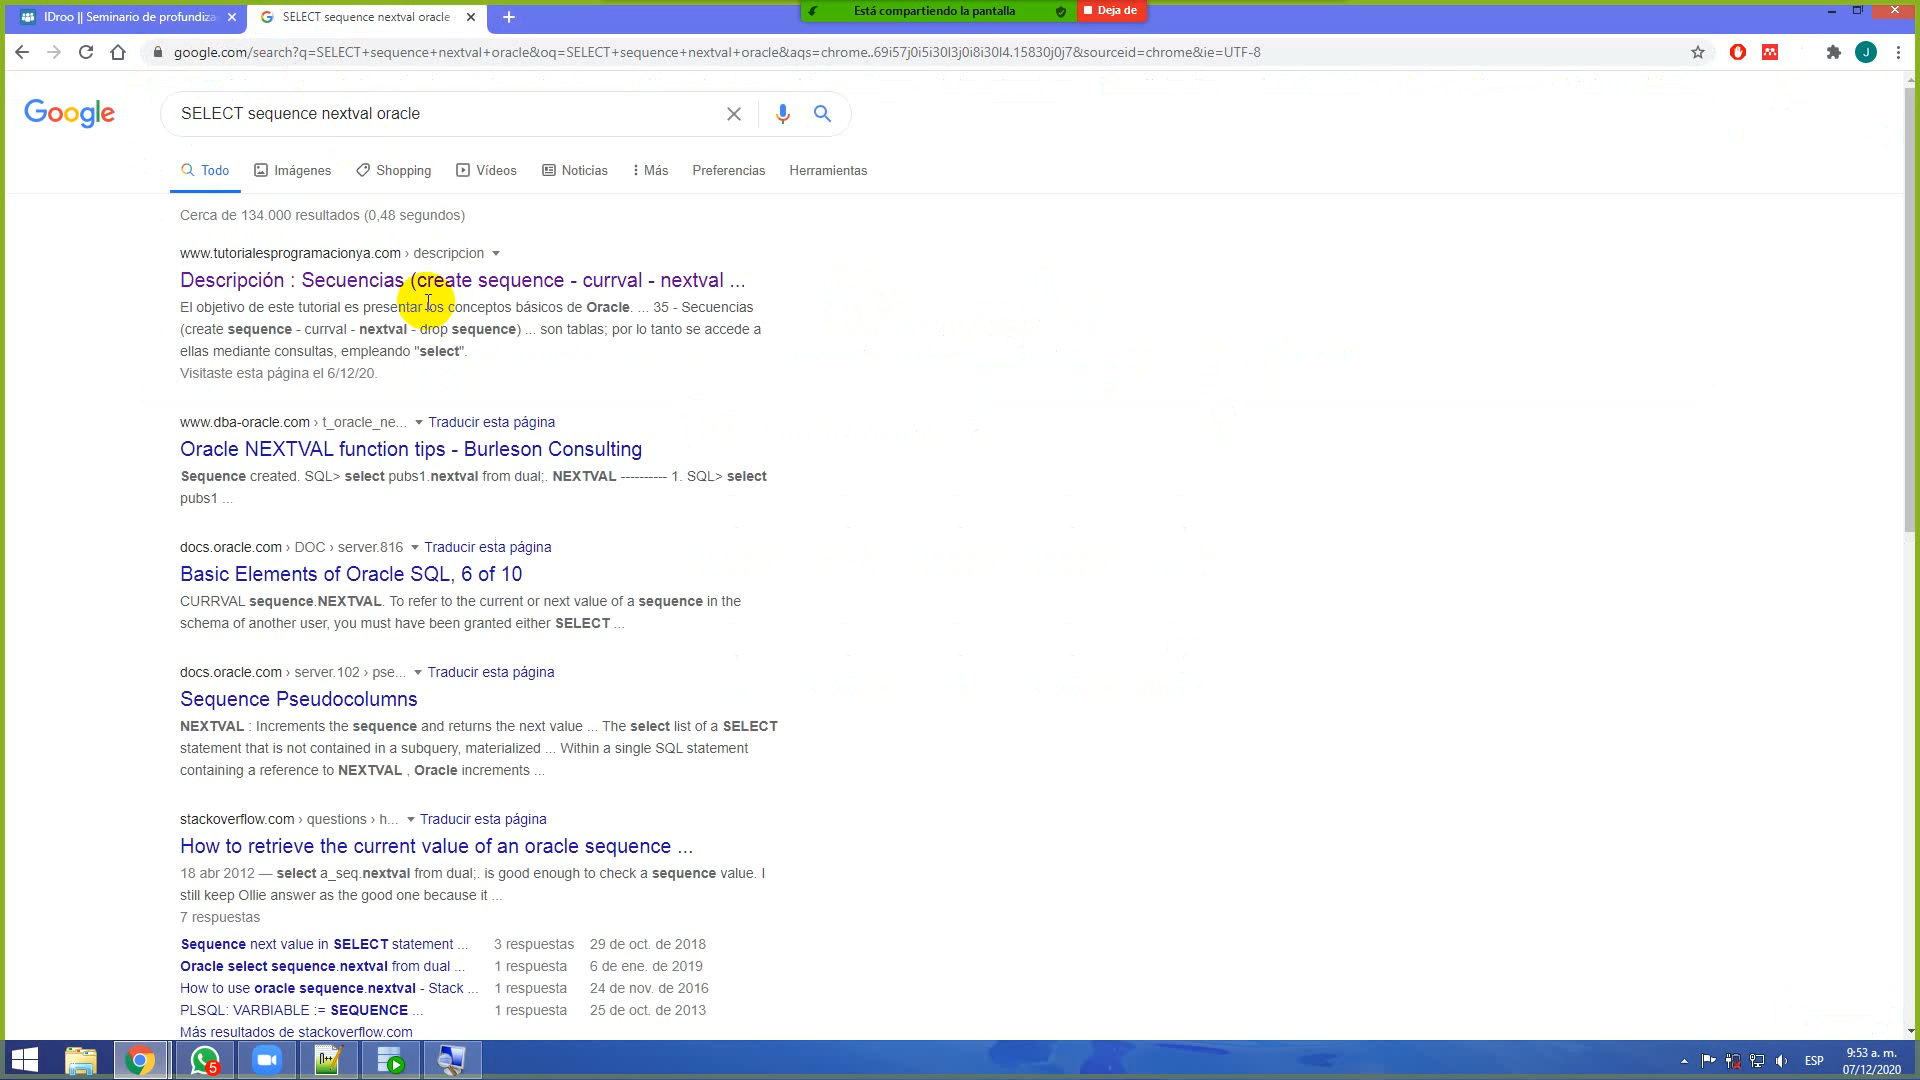 IDroo || Seminario de profundiza
SELECT sequence nextval oracle
Está compartiendo la pantalla
Deja de
google.com/search?q=SELECT+sequence+nextval+oracle&oq=SELECT+sequence+nextval+oracle&aqs=chrome..69i57j0i5i30l3j0i8i30l4.15830j0j7&sourceid=chrome&ie=UTF-8
J
Google
SELECT sequence nextval oracle
Todo
Imágenes
Shopping
Vídeos
Noticias
Más
Preferencias
Herramientas
Cerca de 134.000 resultados (0,48 segundos)
www.tutorialesprogramacionya.com › descripcion
Descripción : Secuencias (create sequence - currval - nextval ...
El objetivo de este tutorial es presentar los conceptos básicos de Oracle. ... 35 - Secuencias
(create sequence - currval - nextval - drop sequence) ... son tablas; por lo tanto se accede a
ellas mediante consultas, empleando "select".
Visitaste esta página el 6/12/20.
www.dba-oracle.com › t_oracle_ne... Traducir esta página
Oracle NEXTVAL function tips - Burleson Consulting
Sequence created. SQL> select pubs1.nextval from dual;. NEXTVAL ---------- 1. SQL> select
pubs1 ...
docs.oracle.com › DOC › server.816 Traducir esta página
Basic Elements of Oracle SQL, 6 of 10
CURRVAL sequence.NEXTVAL. To refer to the current or next value of a sequence in the
schema of another user, you must have been granted either SELECT ...
docs.oracle.com › server.102 › pse... Traducir esta página
Sequence Pseudocolumns
NEXTVAL : Increments the sequence and returns the next value ... The select list of a SELECT
statement that is not contained in a subquery, materialized ... Within a single SQL statement
containing a reference to NEXTVAL , Oracle increments ...
stackoverflow.com › questions › h... Traducir esta página
How to retrieve the current value of an oracle sequence ...
18 abr 2012 — select a_seq.nextval from dual;. is good enough to check a sequence value. I
still keep Ollie answer as the good one because it ...
7 respuestas
Sequence next value in SELECT statement ... 3 respuestas 29 de oct. de 2018
Oracle select sequence.nextval from dual ... 1 respuesta 6 de ene. de 2019
How to use oracle sequence.nextval - Stack ... 1 respuesta 24 de nov. de 2016
PLSQL: VARBIABLE := SEQUENCE ... 1 respuesta 25 de oct. de 2013
Más resultados de stackoverflow.com
5
ESP
9:53 a. m.
07/12/2020